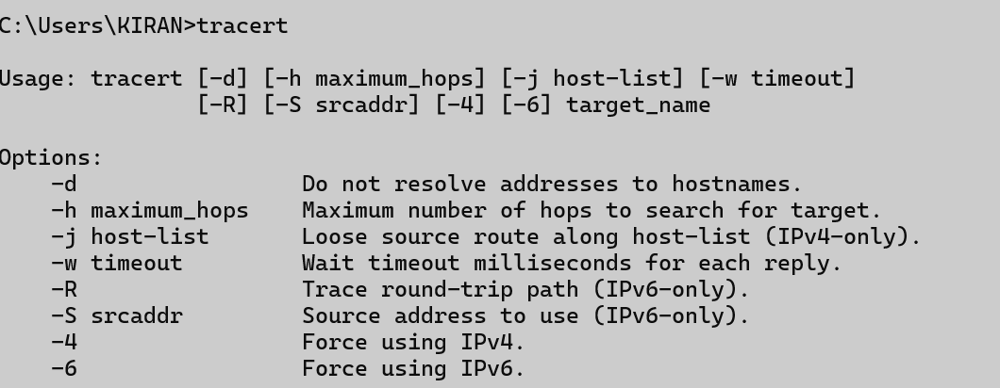 C:\Users\KIRAN>tracert
Usage: tracert [-d] [-h maximum_hops] [-j host-list] [-w timeout]
[-R] [-S srcaddr] [-4] [-6] target_name
Options:
-d Do not resolve addresses to hostnames.
-h maximum_hops Maximum number of hops to search for target.
-j host-list Loose source route along host-list (IPv4-only).
-w timeout Wait timeout milliseconds for each reply.
-R Trace round-trip path (IPv6-only).
-S srcaddr Source address to use (IPv6-only).
-4 Force using IPv4.
-6 Force using IPv6.